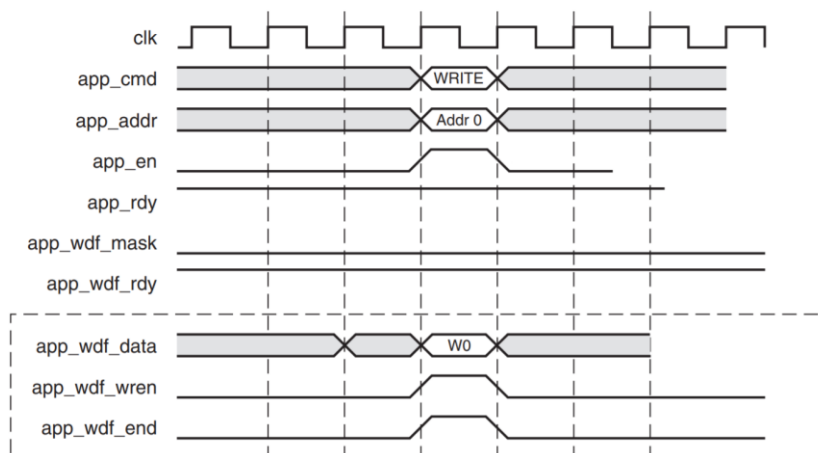 clk
app_cmd WRITE
app_addr Addr 0
app_en
app_rdy
app_wdf_mask
app_wdf_rdy
app_wdf_data W0
app_wdf_wren
app_wdf_end